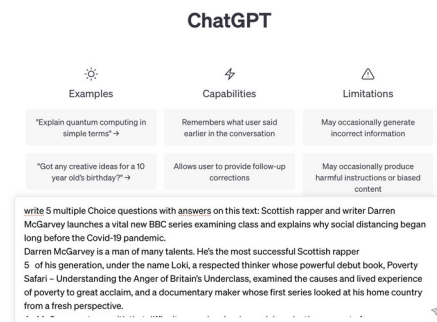 ChatGPT
Examples
Capabilities
Limitations
"Explain quantum computing in
simple terms" →
Remembers what user said
earlier in the conversation
May occasionally generate
incorrect information
"Got any creative ideas for a 10
year old's birthday?" →
Allows user to provide follow-up
corrections
May occasionally produce
harmful instructions or biased
content
write 5 multiple Choice questions with answers on this text: Scottish rapper and writer Darren
McGarvey launches a vital new BBC series examining class and explains why social distancing began
long before the Covid-19 pandemic.
Darren McGarvey is a man of many talents. He's the most successful Scottish rapper
5 of his generation, under the name Loki, a respected thinker whose powerful debut book, Poverty
Safari – Understanding the Anger of Britain's Underclass, examined the causes and lived experience
of poverty to great acclaim, and a documentary maker whose first series looked at his home country
from a fresh perspective.